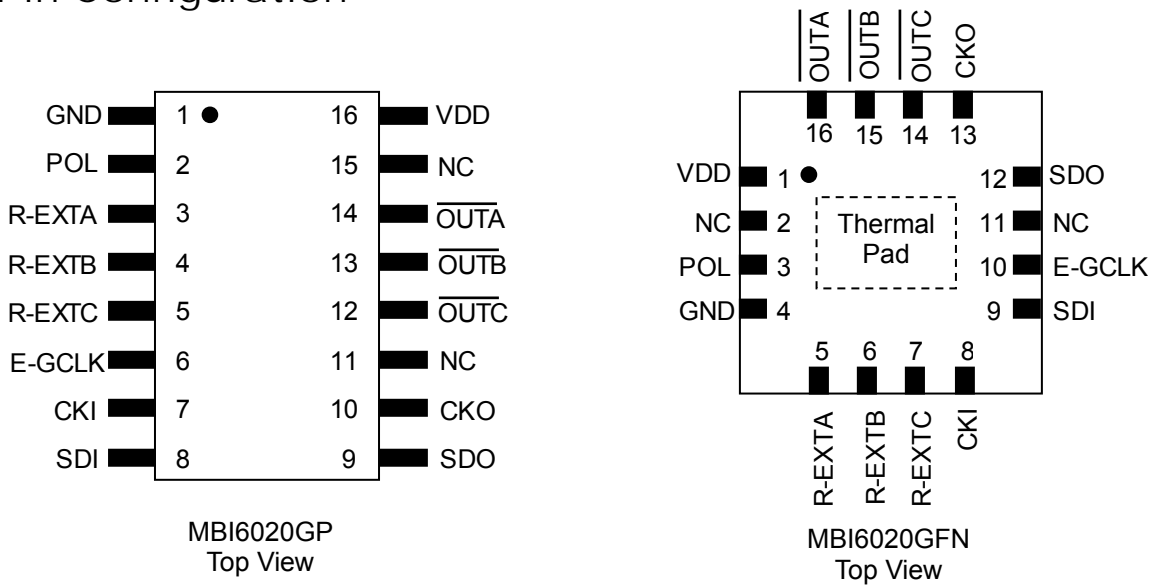 Pin Configuration
GND 1 16 VDD
POL 2 15 NC
R-EXTA 3 14 OUTA
R-EXTB 4 13 OUTB
R-EXTC 5 12 OUTC
E-GCLK 6 11 NC
CKI 7 10 CKO
SDI 8 9 SDO
MBI6020GP
Top View
OUTA OUTB OUTC CKO
16 15 14 13
VDD 1 12 SDO
NC 2 11 NC
POL 3 10 E-GCLK
GND 4 9 SDI
Thermal
Pad
5 6 7 8
R-EXTA R-EXTB R-EXTC CKI
MBI6020GFN
Top View